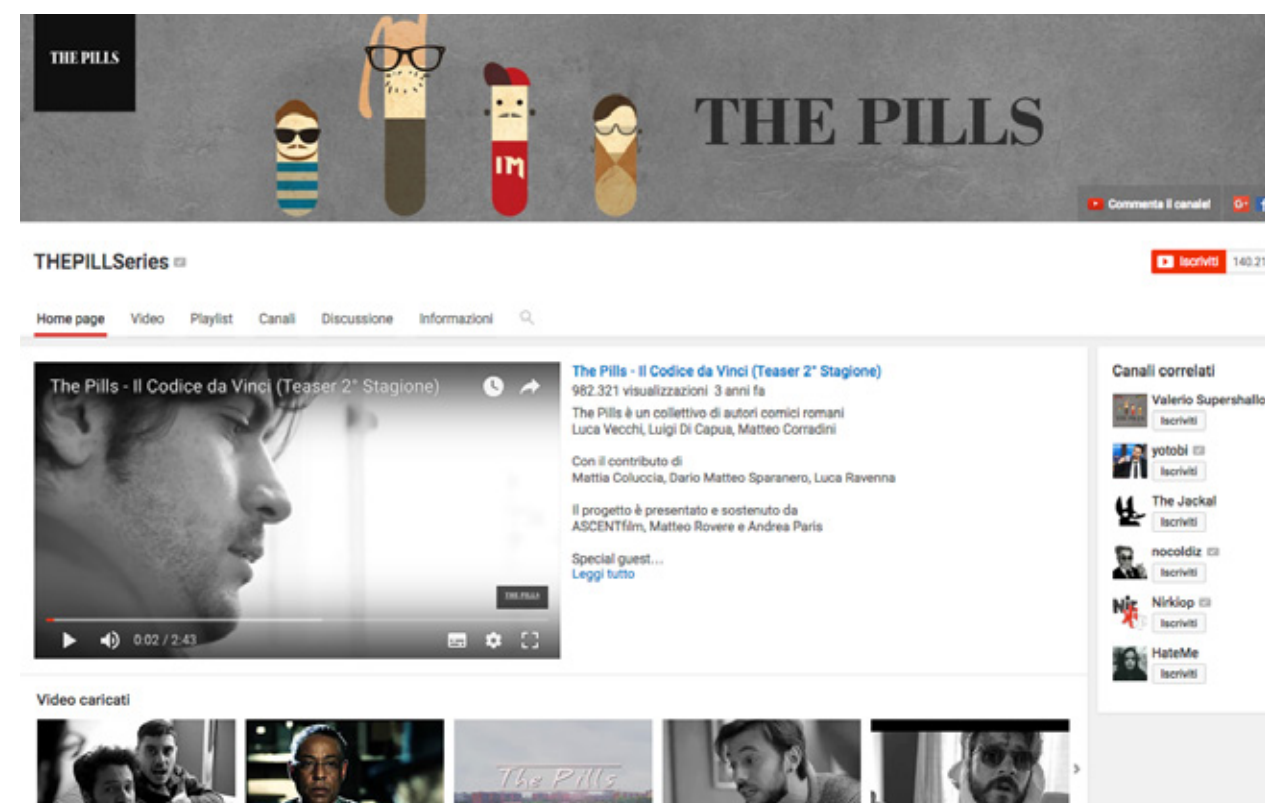 THE PILLS
IM
THE PILLS
Commenta il canale!
G+ f
THEPILLSeries
Iscriviti 140.21
Home page Video Playlist Canali Discussione Informazioni
The Pills - Il Codice da Vinci (Teaser 2° Stagione)
THE PILLS
0:02 / 2:43
The Pills - Il Codice da Vinci (Teaser 2° Stagione)
982.321 visualizzazioni 3 anni fa
The Pills è un collettivo di autori comici romani
Luca Vecchi, Luigi Di Capua, Matteo Corradini
Con il contributo di
Mattia Coluccia, Dario Matteo Sparanero, Luca Ravenna
Il progetto è presentato e sostenuto da
ASCENTfilm, Matteo Rovere e Andrea Paris
Special guest...
Leggi tutto
Canali correlati
Valerio Supershallo
Iscriviti
yotobi
Iscriviti
The Jackal
Iscriviti
nocoldiz
Iscriviti
Nirkiop
Iscriviti
HateMe
Iscriviti
Video caricati
The Pills